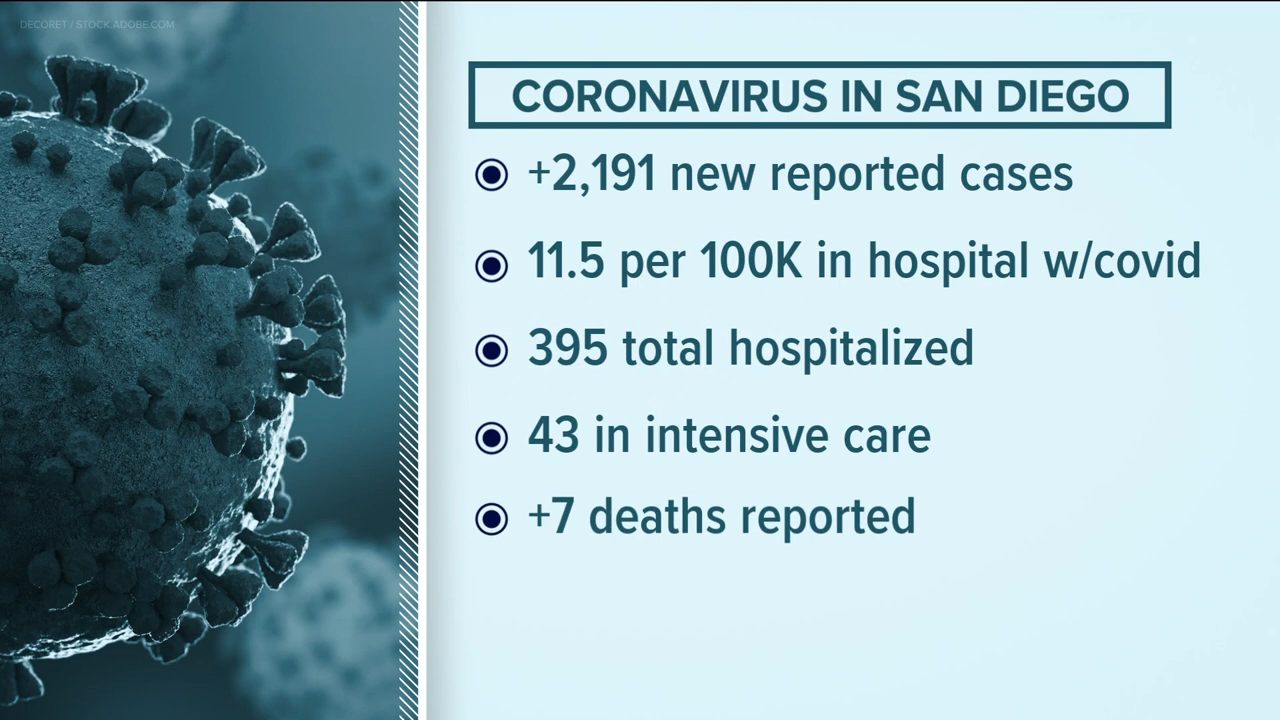 DECORET / STOCK.ADOBE.COM
CORONAVIRUS IN SAN DIEGO
+2,191 new reported cases
11.5 per 100K in hospital w/covid
395 total hospitalized
43 in intensive care
+7 deaths reported